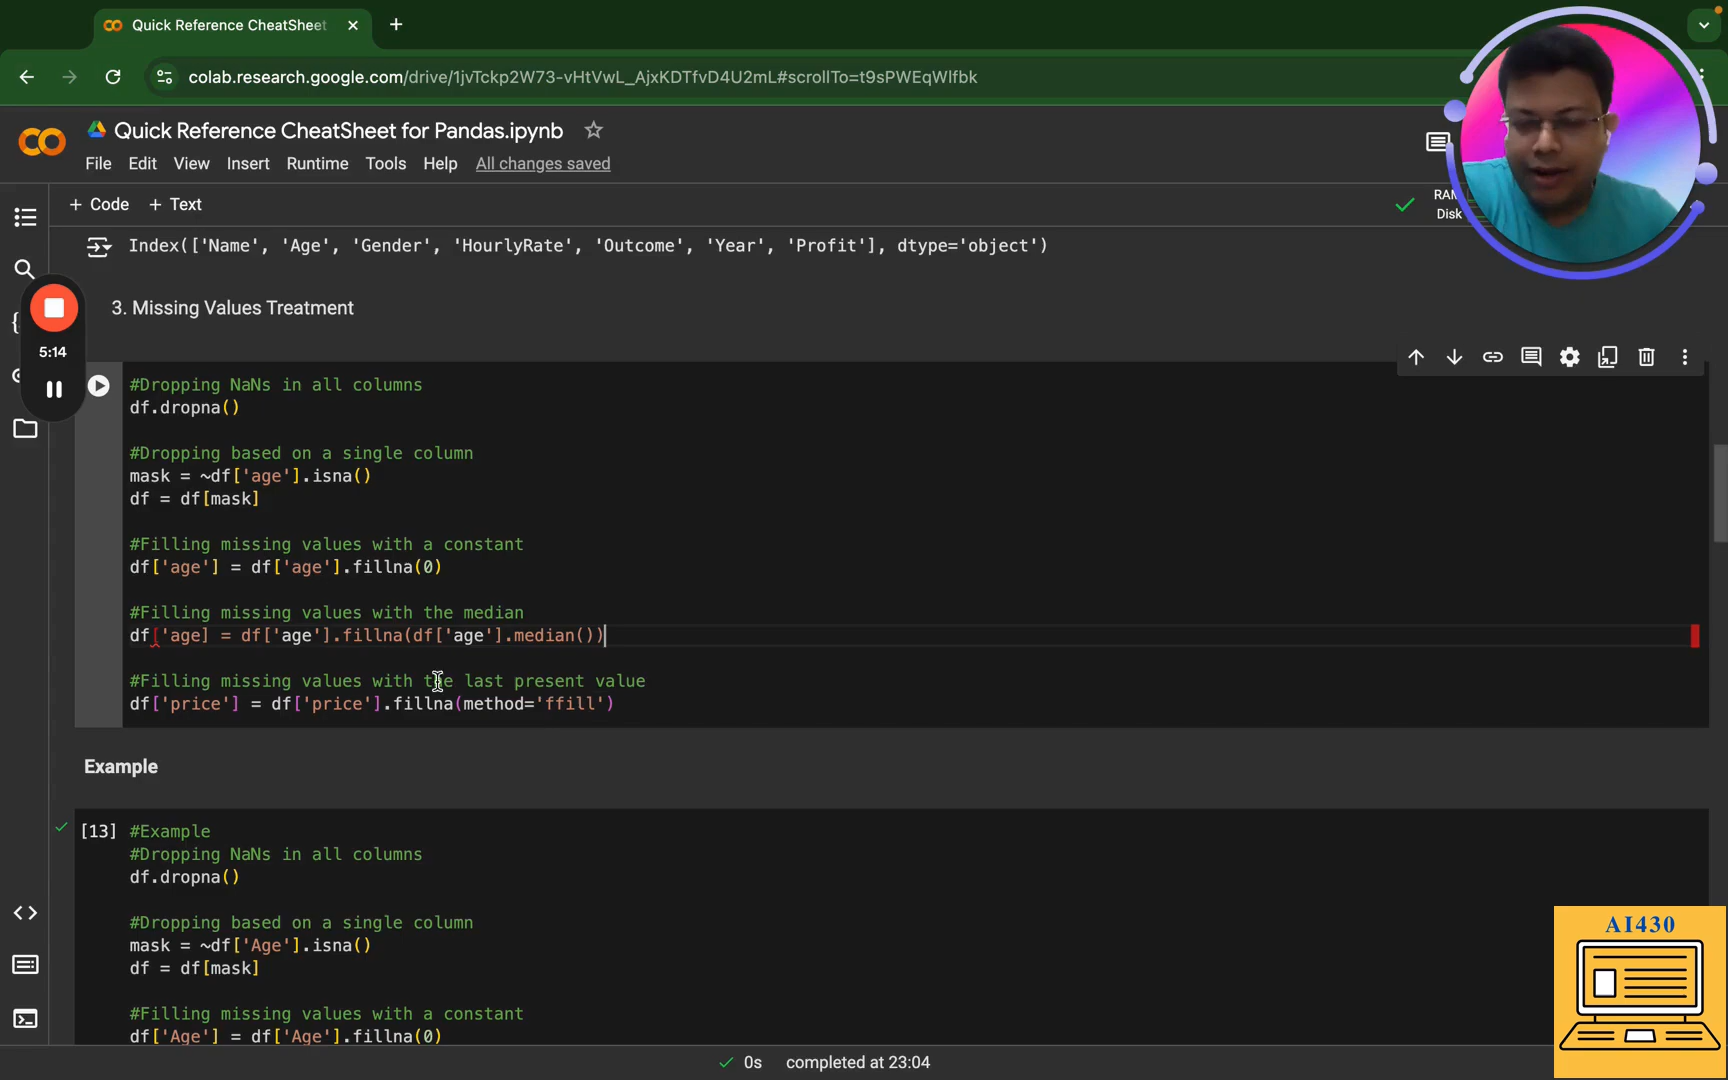 Quick Reference CheatSheet
colab.research.google.com/drive/1jvTckp2W73-vHtVwL_AjxKDTfvD4U2mL#scrollTo=t9sPWEqWlfbk
Quick Reference CheatSheet for Pandas.ipynb
File Edit View Insert Runtime Tools Help All changes saved
+ Code + Text
RAM
Disk
Index(['Name', 'Age', 'Gender', 'HourlyRate', 'Outcome', 'Year', 'Profit'], dtype='object')
3. Missing Values Treatment
5:14
#Dropping NaNs in all columns
df.dropna()
#Dropping based on a single column
mask = ~df['age'].isna()
df = df[mask]
#Filling missing values with a constant
df['age'] = df['age'].fillna(0)
#Filling missing values with the median
df['age] = df['age'].fillna(df['age'].median())
#Filling missing values with the last present value
df['price'] = df['price'].fillna(method='ffill')
Example
[13] #Example
#Dropping NaNs in all columns
df.dropna()
#Dropping based on a single column
mask = ~df['Age'].isna()
df = df[mask]
#Filling missing values with a constant
df['Age'] = df['Age'].fillna(0)
0s completed at 23:04
AI430